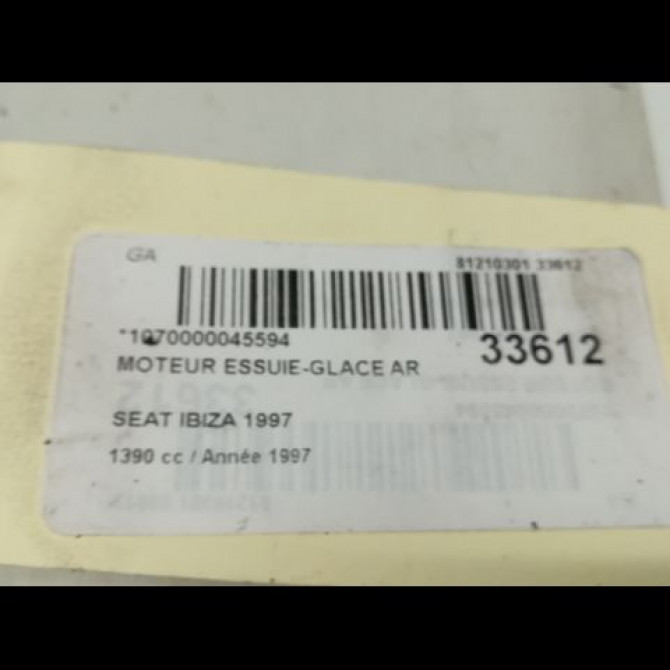 GA
81210301 33612
*1070000045594
33612
MOTEUR ESSUIE-GLACE AR
SEAT IBIZA 1997
1390 cc / Année 1997